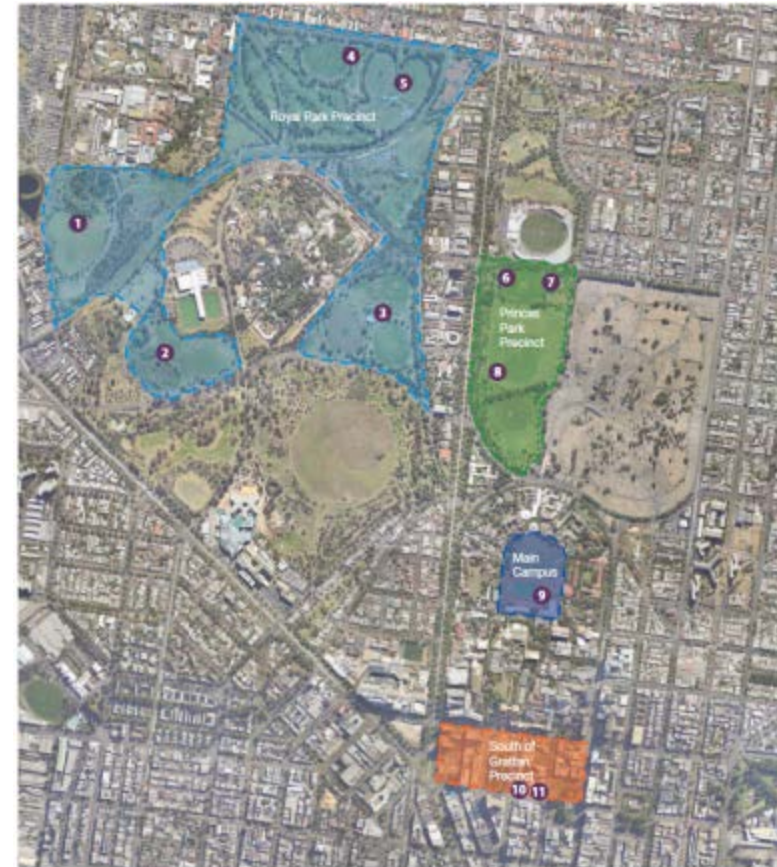 4
5
Royal Park Precinct
1
3
2
6
7
Princes
Park
Precinct
8
Main
Campus
9
South of
Grattan
Precinct
10
11